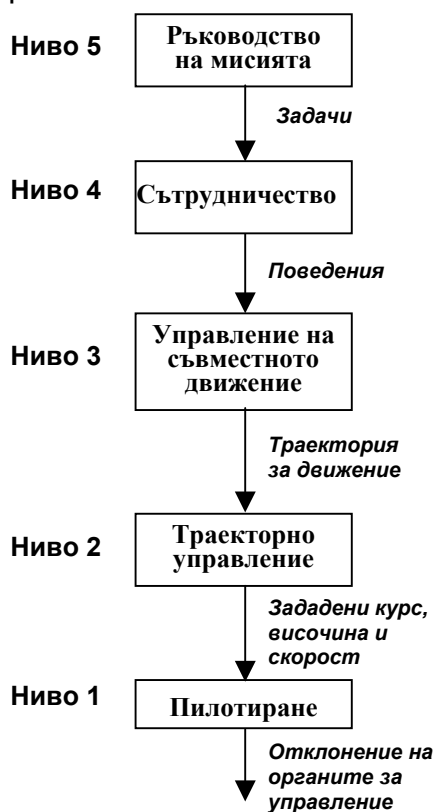 Ниво 5
Ръководство
на мисията
Задачи
Ниво 4
Сътрудничество
Поведения
Ниво 3
Управление на
съвместното
движение
Траектория
за движение
Ниво 2
Траекторно
управление
Зададени курс,
височина и
скорост
Ниво 1
Пилотиране
Отклонение на
органите за
управление